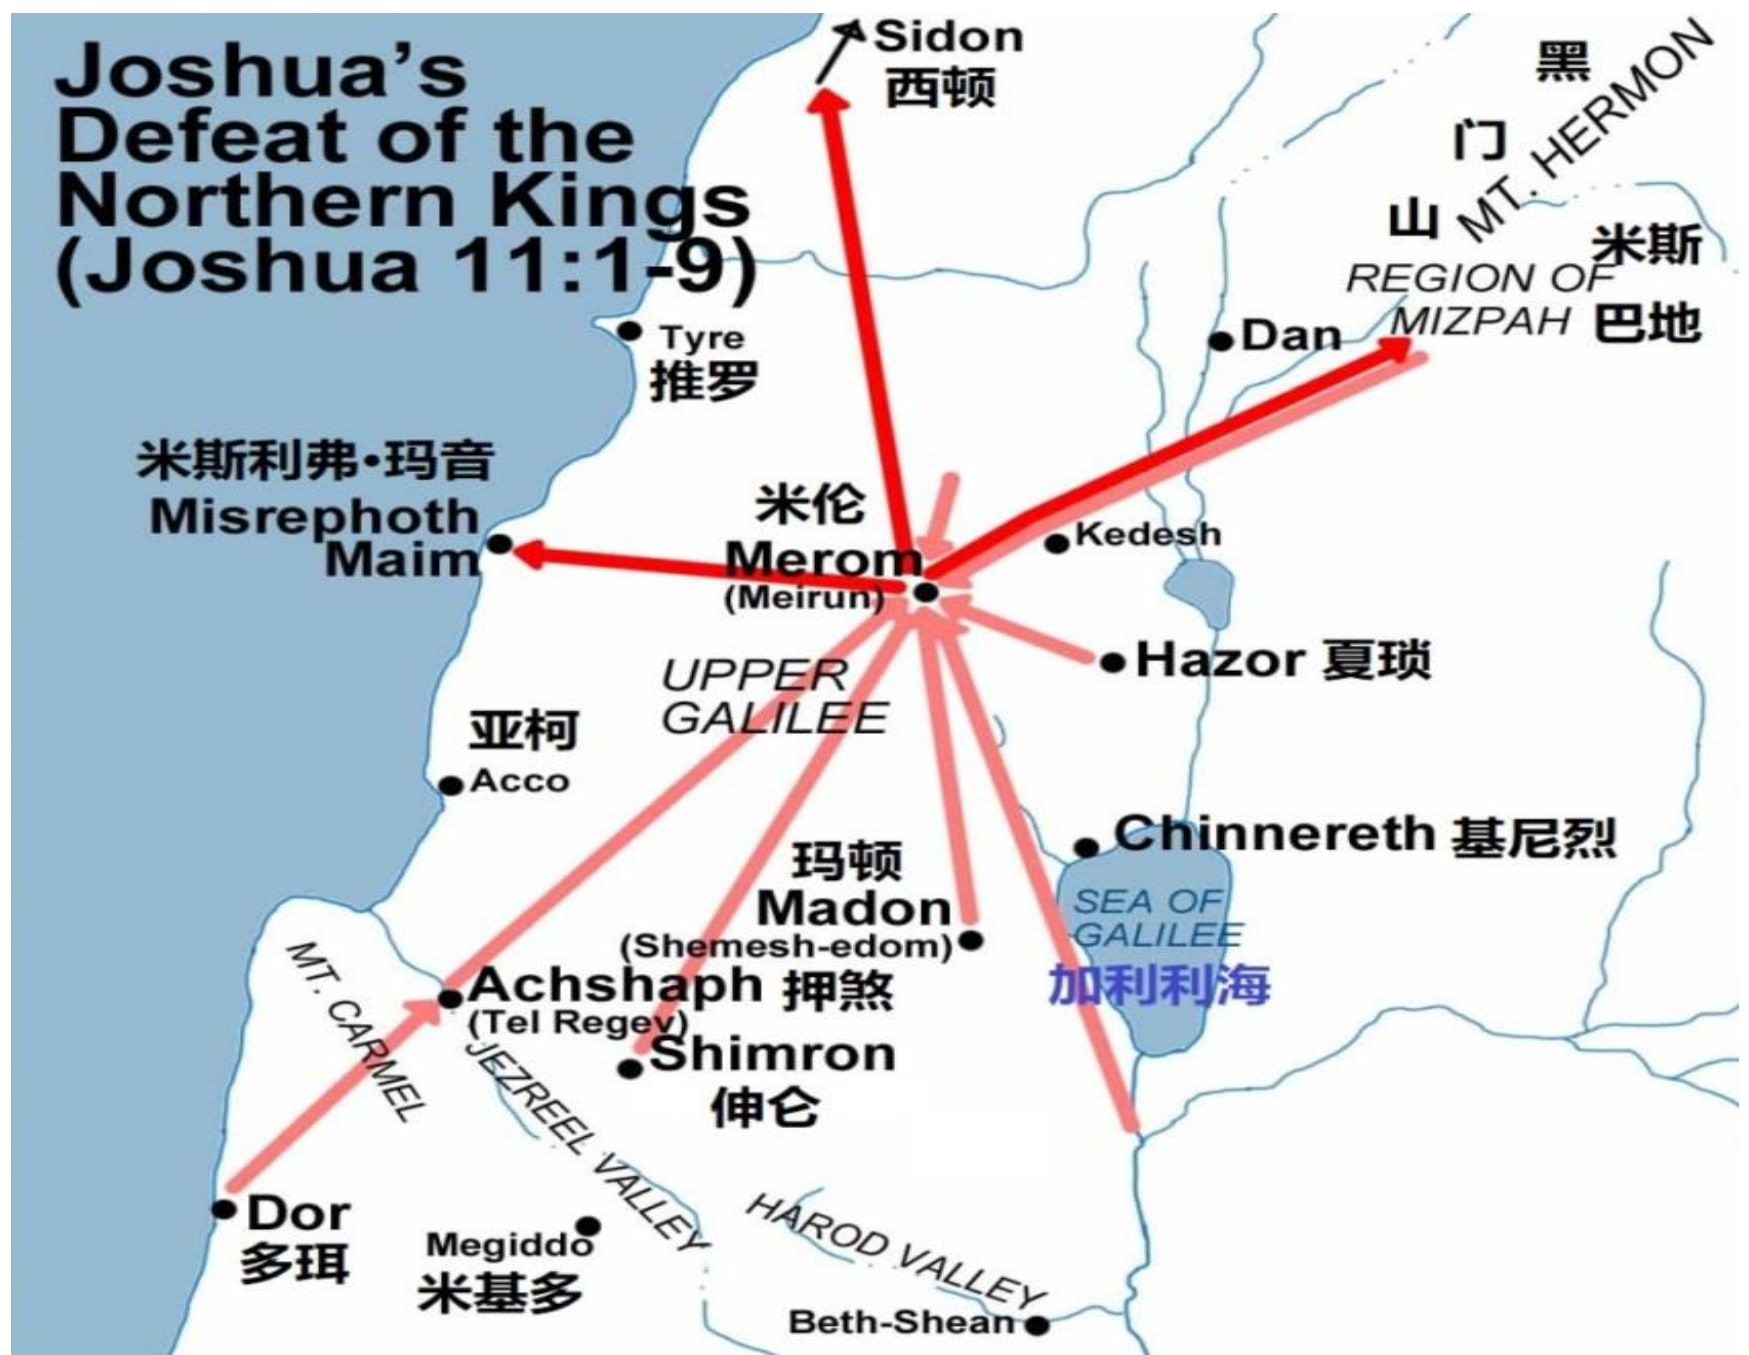 Joshua's
Defeat of the
Northern Kings
(Joshua 11:1-9)
Sidon
西顿
黑
门
山
MT. HERMON
米斯
巴地
REGION OF
MIZPAH
Dan
Tyre
推罗
米斯利弗•玛音
Misrephoth
Maim
米伦
Merom
(Meirun)
Kedesh
Hazor 夏琐
UPPER
GALILEE
亚柯
Acco
Chinnereth 基尼烈
玛顿
Madon
(Shemesh-edom)
SEA OF
GALILEE
加利利海
Achshaph 押煞
(Tel Regev)
MT. CARMEL
Shimron
伸仑
JEZREEL VALLEY
Dor
多珥
Megiddo
米基多
HAROD VALLEY
Beth-Shean